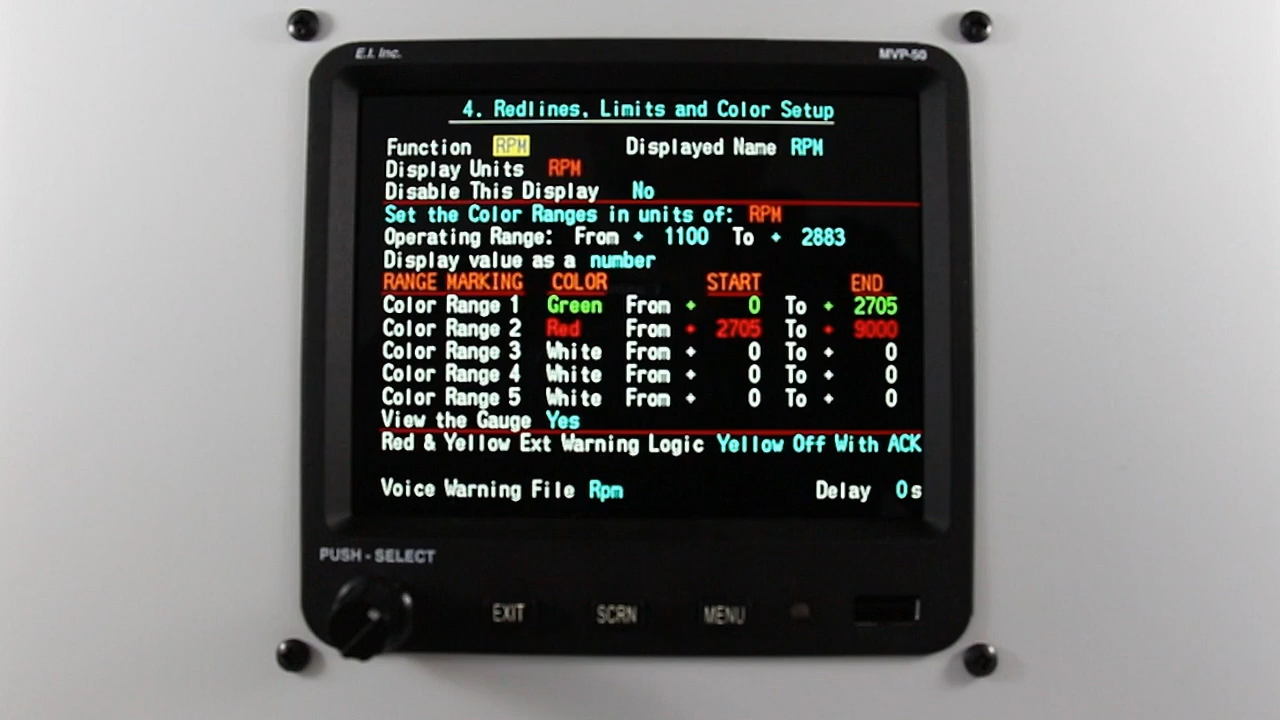 E.I. Inc. MVP-50
4. Redlines, Limits and Color Setup
Function RPM Displayed Name RPM
Display Units RPM
Disable This Display No
Set the Color Ranges in units of: RPM
Operating Range: From + 1100 To + 2883
Display value as a number
RANGE MARKING COLOR START END
Color Range 1 Green From + 0 To + 2705
Color Range 2 Red From + 2705 To + 9000
Color Range 3 White From + 0 To + 0
Color Range 4 White From + 0 To + 0
Color Range 5 White From + 0 To + 0
View the Gauge Yes
Red & Yellow Ext Warning Logic Yellow Off With ACK
Voice Warning File Rpm Delay 0s
PUSH - SELECT
EXIT SCRN MENU